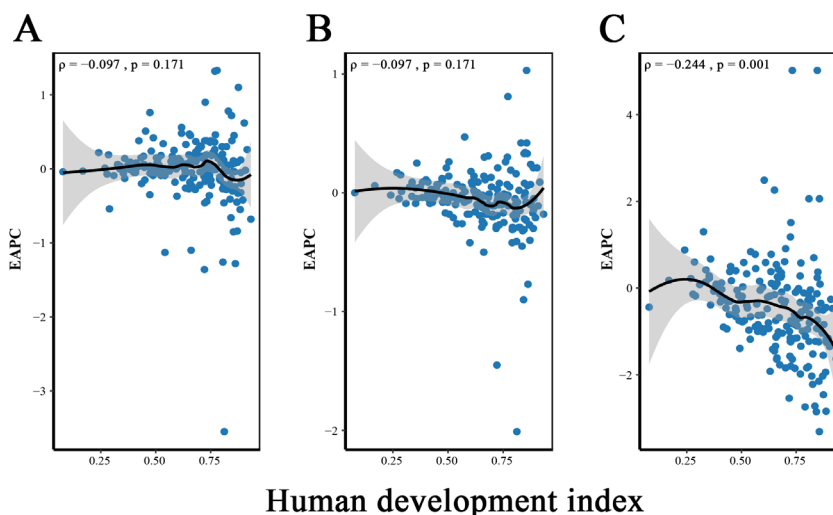 A
B
C
ρ = −0.097 , p = 0.171
ρ = −0.097 , p = 0.171
ρ = −0.244 , p = 0.001
EAPC
1
0
−1
−2
−3
0.25
0.50
0.75
EAPC
1
0
−1
−2
0.25
0.50
0.75
EAPC
4
2
0
−2
0.25
0.50
0.75
Human development index